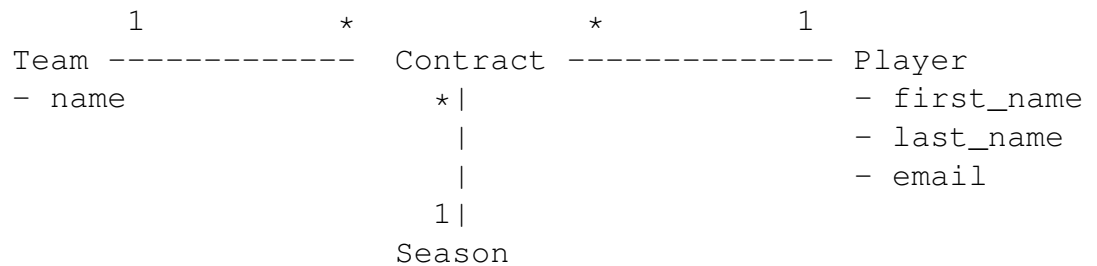 1 * * 1
Team ------------- Contract -------------- Player
- name *| - first_name
| - last_name
| - email
1|
Season